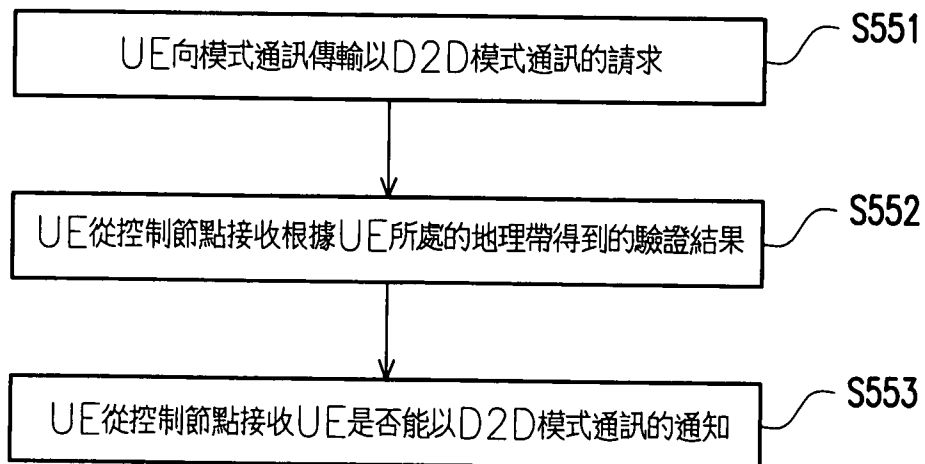 UE向模式通訊傳輸以D2D模式通訊的請求
S551
UE從控制節點接收根據UE所處的地理帶得到的驗證結果
S552
UE從控制節點接收UE是否能以D2D模式通訊的通知
S553